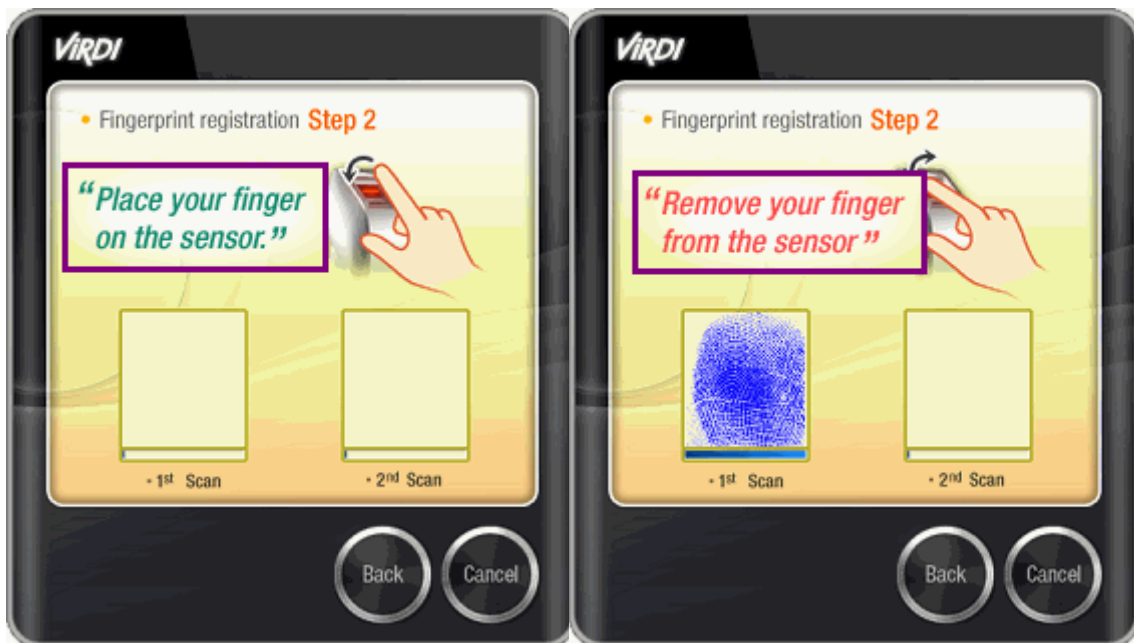 ViRDI
• Fingerprint registration Step 2
“Place your finger
on the sensor.”
• 1st Scan
• 2nd Scan
Back
Cancel
ViRDI
• Fingerprint registration Step 2
“Remove your finger
from the sensor”
• 1st Scan
• 2nd Scan
Back
Cancel